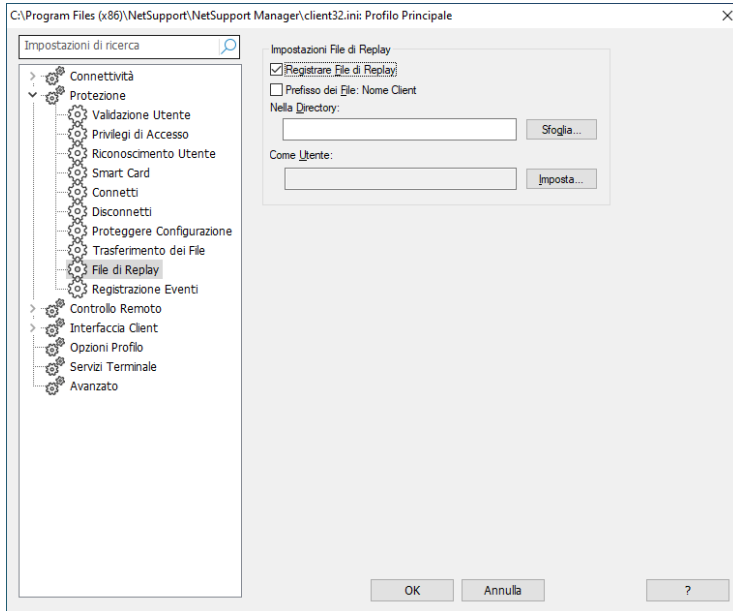 C:\Program Files (x86)\NetSupport\NetSupport Manager\client32.ini: Profilo Principale
Impostazioni di ricerca
Connettività
Protezione
Validazione Utente
Privilegi di Accesso
Riconoscimento Utente
Smart Card
Connetti
Disconnetti
Proteggere Configurazione
Trasferimento dei File
File di Replay
Registrazione Eventi
Controllo Remoto
Interfaccia Client
Opzioni Profilo
Servizi Terminale
Avanzato
Impostazioni File di Replay
Registrare File di Replay
Prefisso dei File: Nome Client
Nella Directory:
Sfoglia...
Come Utente:
Imposta...
OK
Annulla
?